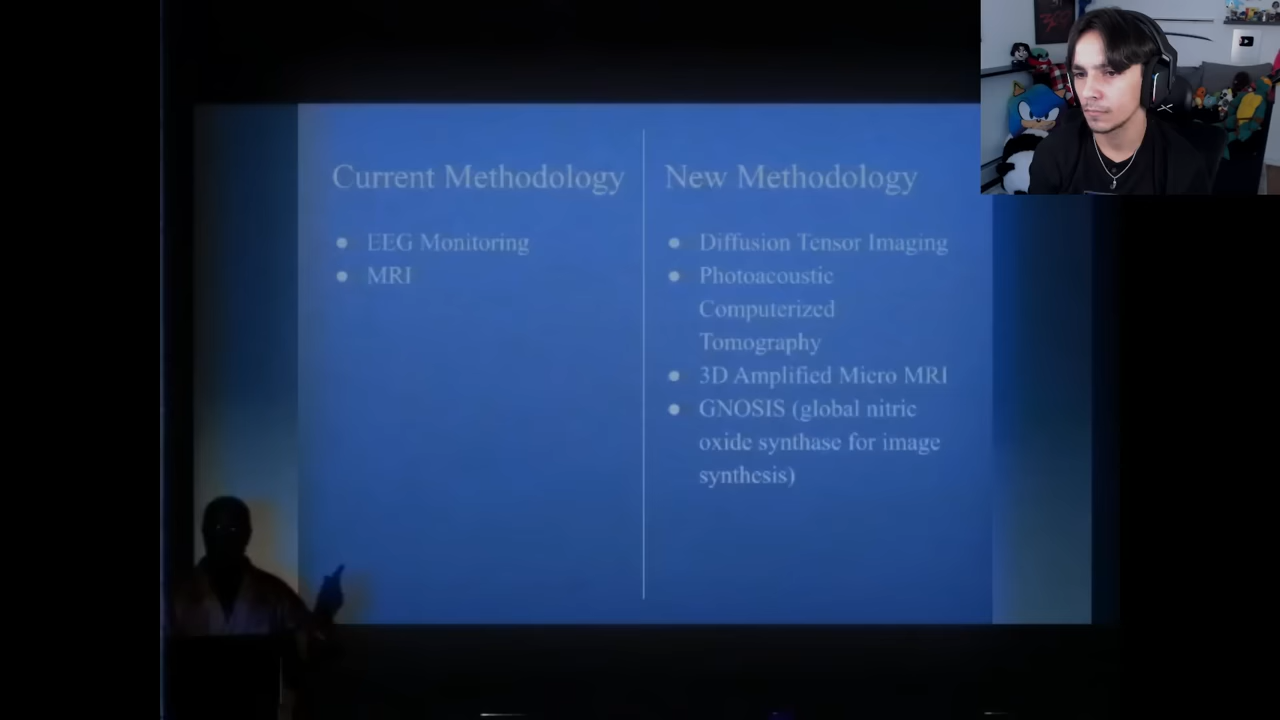 Current Methodology
EEG Monitoring
MRI
New Methodology
Diffusion Tensor Imaging
Photoacoustic
Computerized
Tomography
3D Amplified Micro MRI
GNOSIS (global nitric
oxide synthase for image
synthesis)